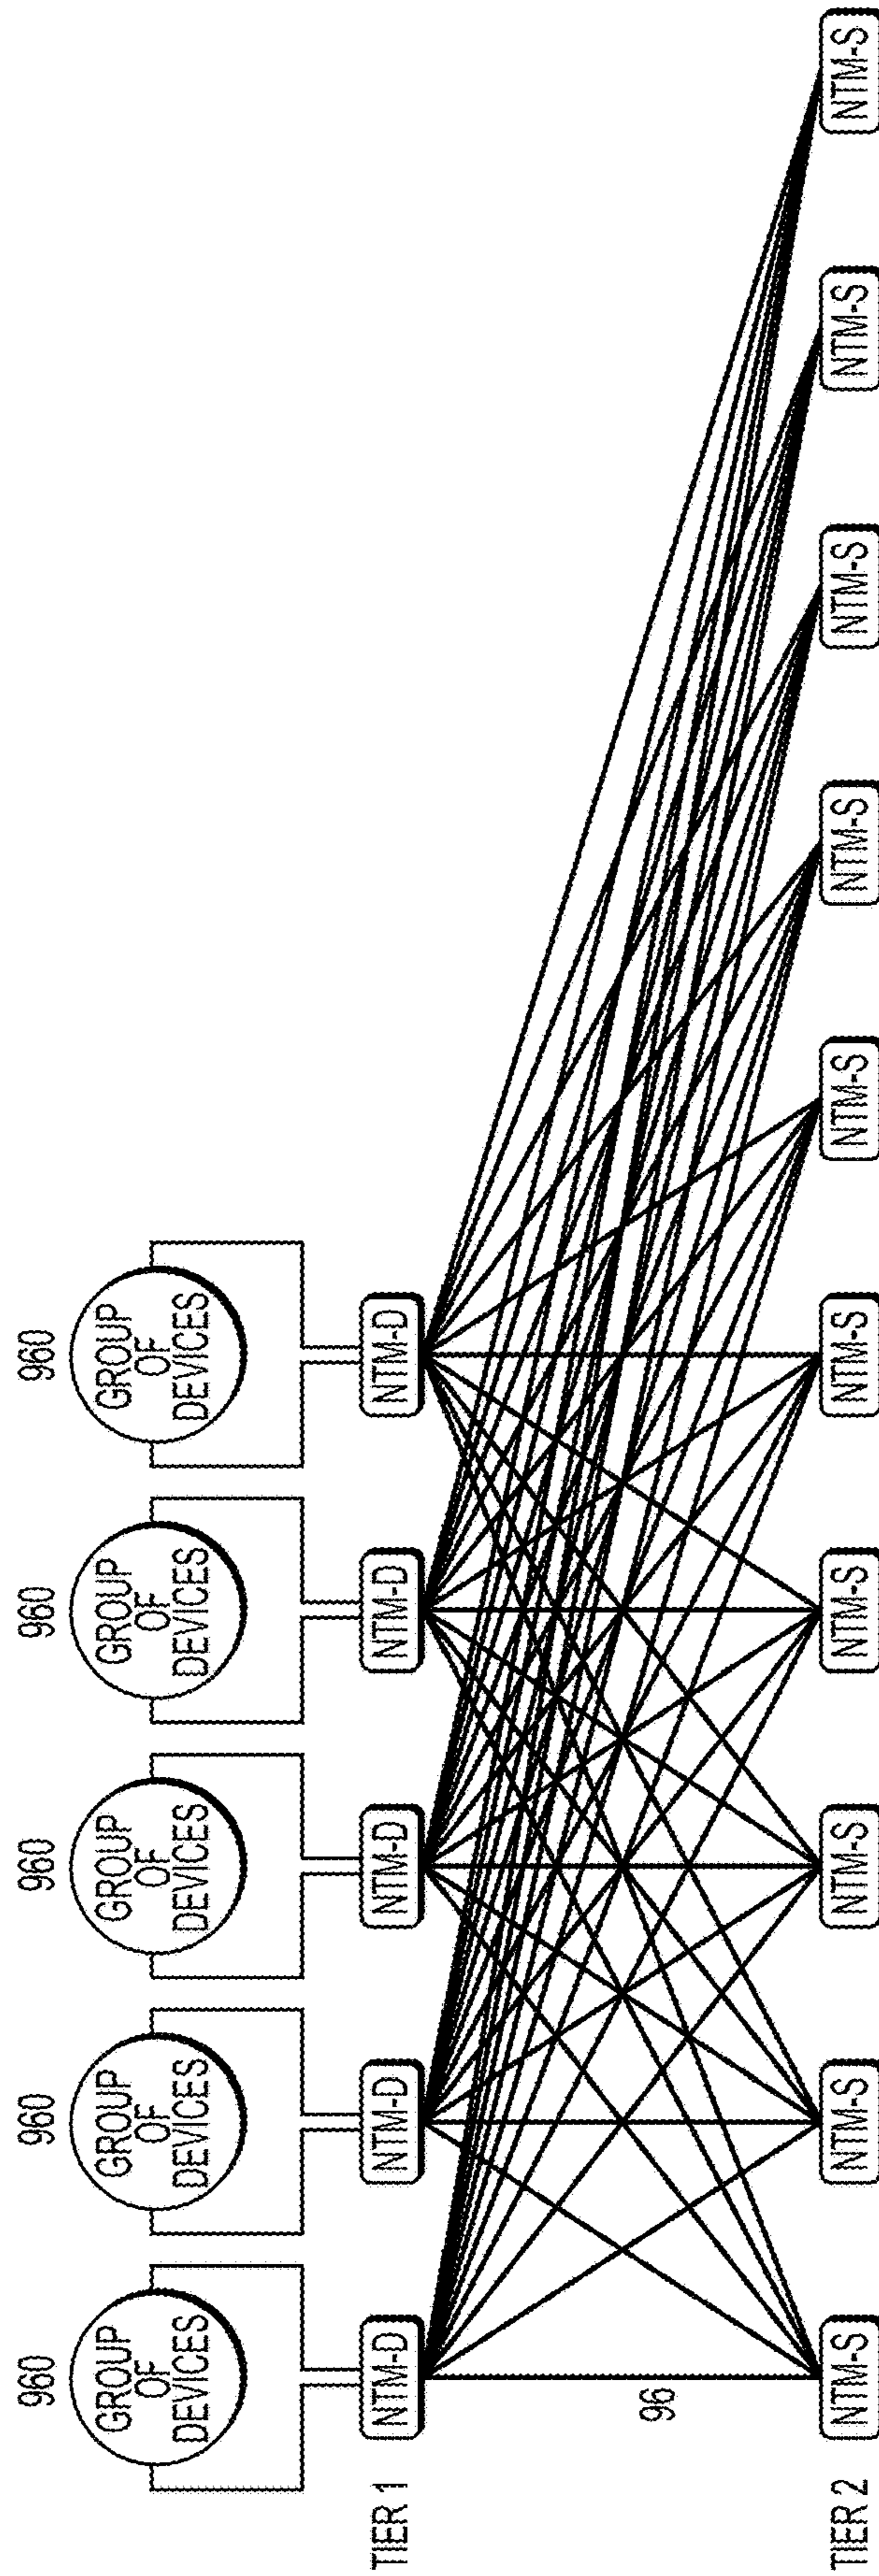 960 960 960 960 960
GROUP OF DEVICES
GROUP OF DEVICES
GROUP OF DEVICES
GROUP OF DEVICES
GROUP OF DEVICES
TIER 1 NTM-D NTM-D NTM-D NTM-D NTM-D
96
TIER 2 NTM-S NTM-S NTM-S NTM-S NTM-S NTM-S NTM-S NTM-S NTM-S NTM-S